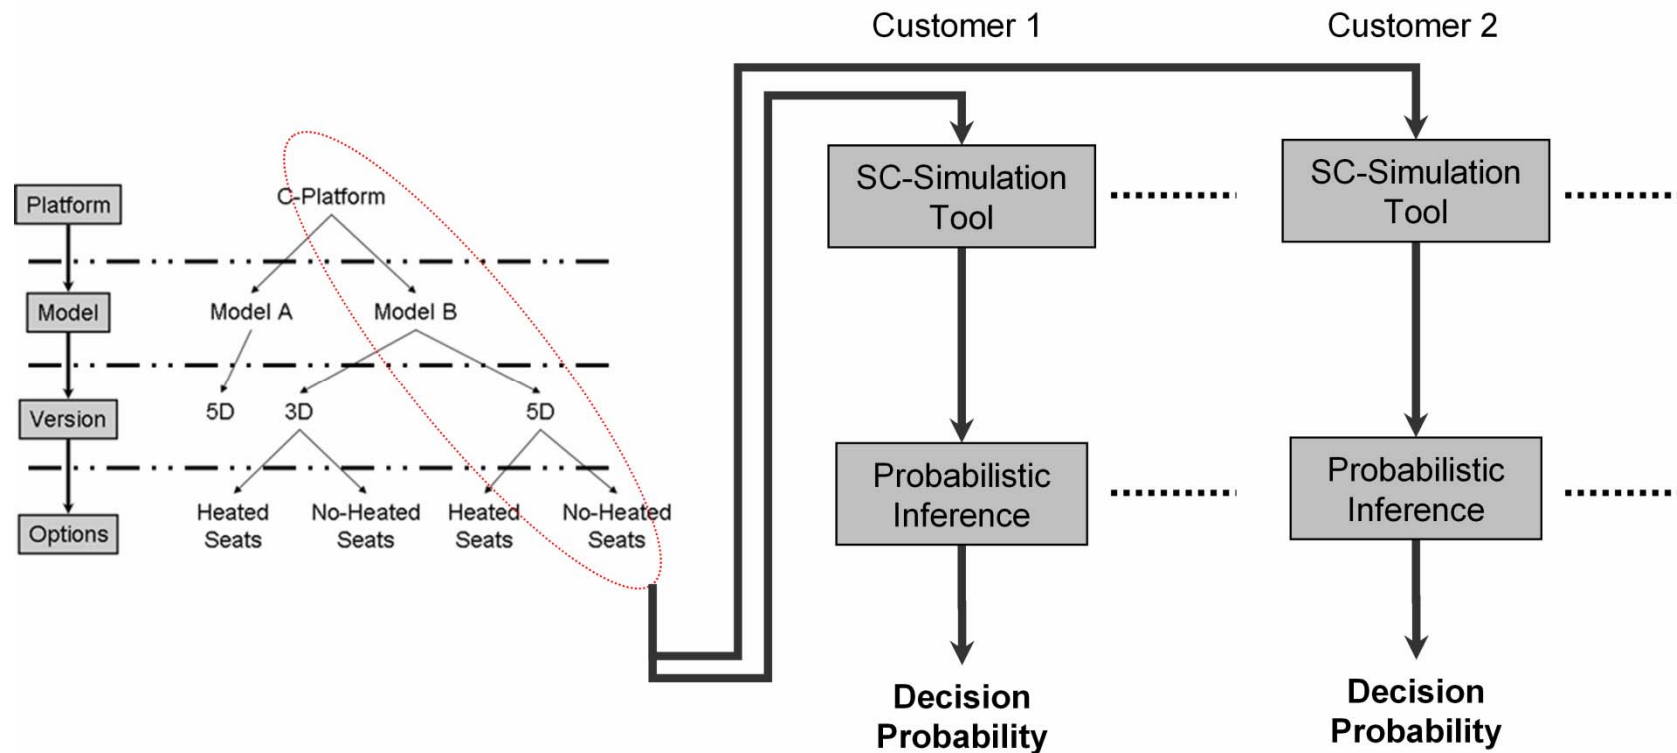 Customer 1
Customer 2
Platform
C-Platform
SC-Simulation
Tool
SC-Simulation
Tool
Model
Model A
Model B
Version
5D
3D
5D
Options
Heated
Seats
No-Heated
Seats
Heated
Seats
No-Heated
Seats
Probabilistic
Inference
Probabilistic
Inference
Decision
Probability
Decision
Probability